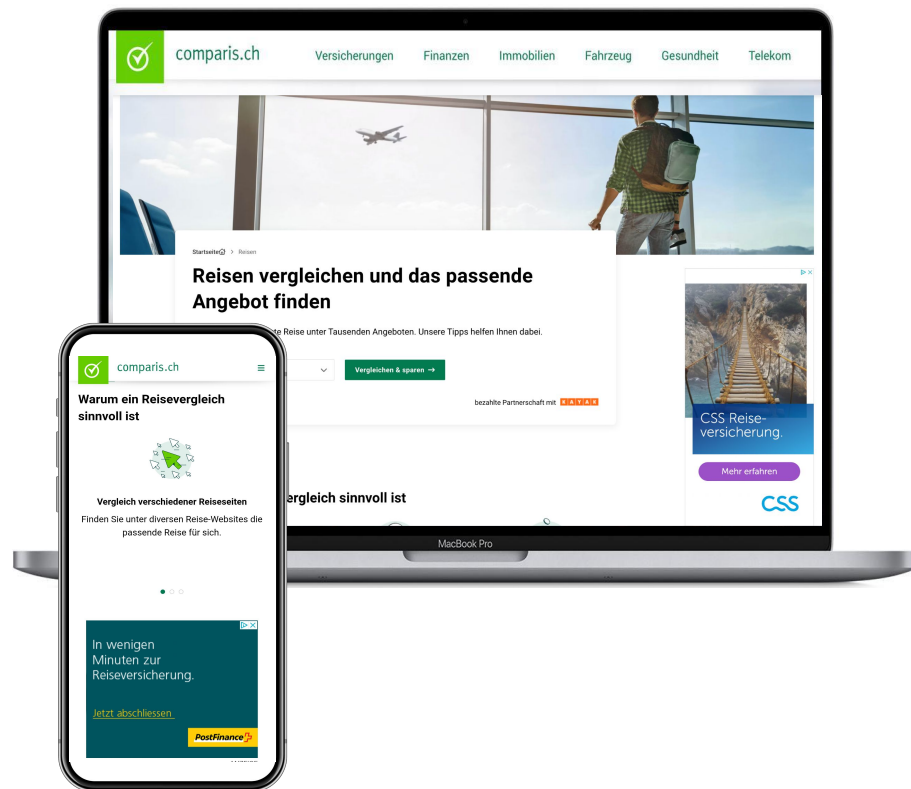 comparis.ch
Versicherungen Finanzen Immobilien Fahrzeug Gesundheit Telekom
Startseite > Reisen
Reisen vergleichen und das passende
Angebot finden
te Reise unter Tausenden Angeboten. Unsere Tipps helfen Ihnen dabei.
Vergleichen & sparen →
bezahlte Partnerschaft mit KAYAK
CSS Reise-
versicherung.
Mehr erfahren
CSS
ergleich sinnvoll ist
MacBook Pro
comparis.ch
Warum ein Reisevergleich
sinnvoll ist
Vergleich verschiedener Reiseseiten
Finden Sie unter diversen Reise-Websites die
passende Reise für sich.
In wenigen
Minuten zur
Reiseversicherung.
Jetzt abschliessen
PostFinance